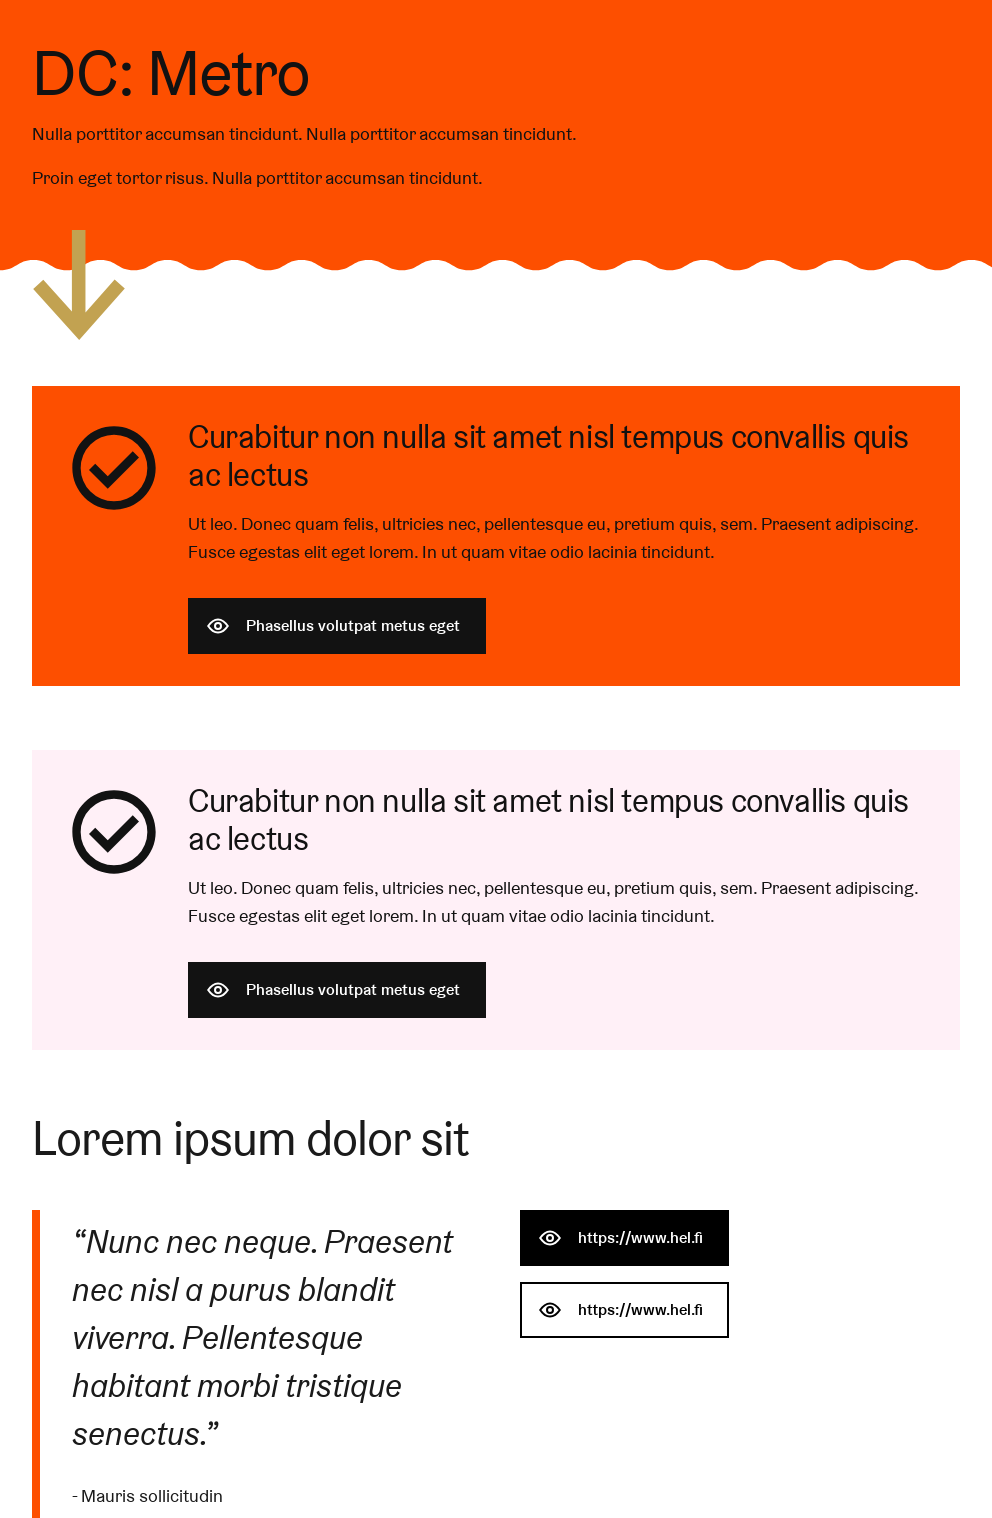 DC: Metro
Nulla porttitor accumsan tincidunt. Nulla porttitor accumsan tincidunt.
Proin eget tortor risus. Nulla porttitor accumsan tincidunt.
Curabitur non nulla sit amet nisl tempus convallis quis
ac lectus
Ut leo. Donec quam felis, ultricies nec, pellentesque eu, pretium quis, sem. Praesent adipiscing.
Fusce egestas elit eget lorem. In ut quam vitae odio lacinia tincidunt.
Phasellus volutpat metus eget
Curabitur non nulla sit amet nisl tempus convallis quis
ac lectus
Ut leo. Donec quam felis, ultricies nec, pellentesque eu, pretium quis, sem. Praesent adipiscing.
Fusce egestas elit eget lorem. In ut quam vitae odio lacinia tincidunt.
Phasellus volutpat metus eget
Lorem ipsum dolor sit
“Nunc nec neque. Praesent
nec nisl a purus blandit
viverra. Pellentesque
habitant morbi tristique
senectus.”
- Mauris sollicitudin
https://www.hel.fi
https://www.hel.fi